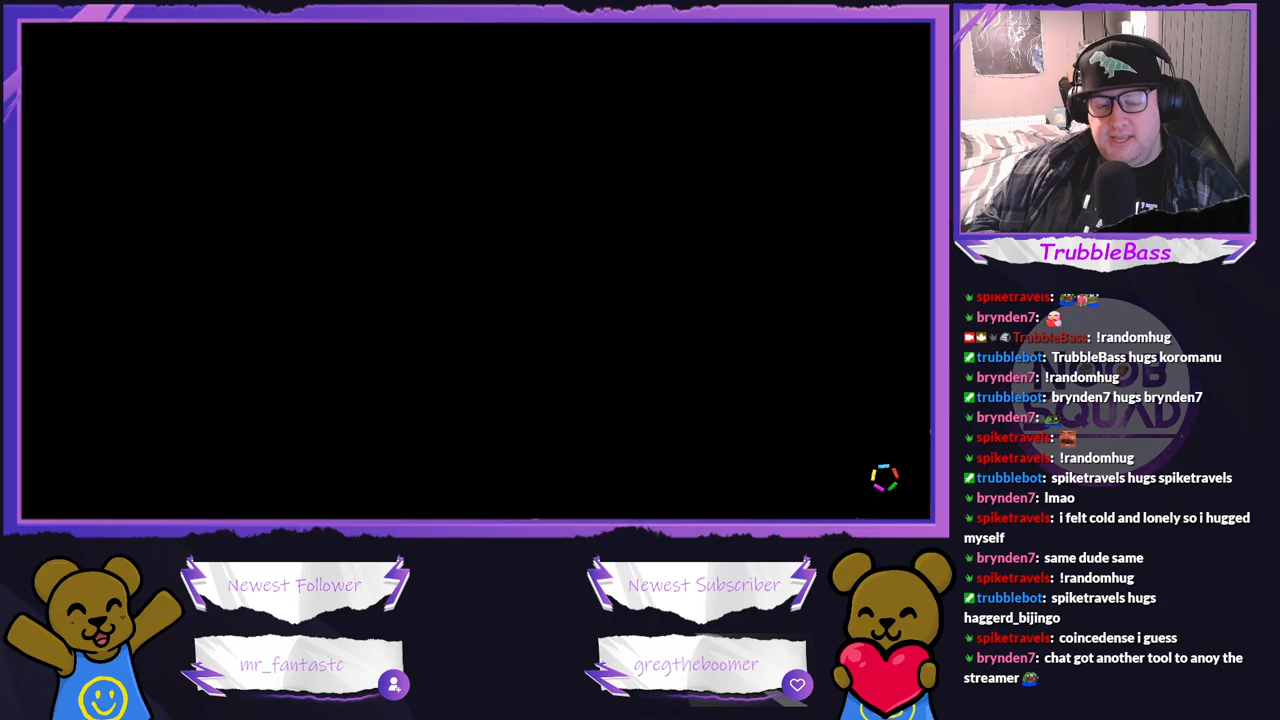 TrubbleBass
spiketravels:
brynden7:
TrubbleBass: !randomhug
trubblebot: TrubbleBass hugs koromanu
brynden7: !randomhug
trubblebot: brynden7 hugs brynden7
brynden7:
spiketravels:
spiketravels: !randomhug
trubblebot: spiketravels hugs spiketravels
brynden7: lmao
spiketravels: i felt cold and lonely so i hugged
myself
brynden7: same dude same
spiketravels: !randomhug
trubblebot: spiketravels hugs
haggerd_bijingo
spiketravels: coincedense i guess
brynden7: chat got another tool to anoy the
streamer
NOOB
SQUAD
Newest Follower
mr_fantastc
Newest Subscriber
gregtheboomer